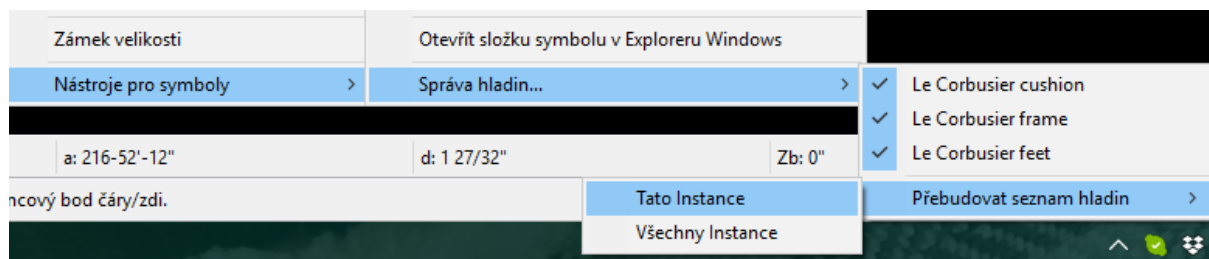 Zámek velikosti
Otevřít složku symbolu v Exploreru Windows
Nástroje pro symboly
Správa hladin...
Le Corbusier cushion
Le Corbusier frame
a: 216-52'-12"
d: 1 27/32"
Zb: 0"
Le Corbusier feet
ncový bod čáry/zdi.
Tato Instance
Přebudovat seznam hladin
Všechny Instance